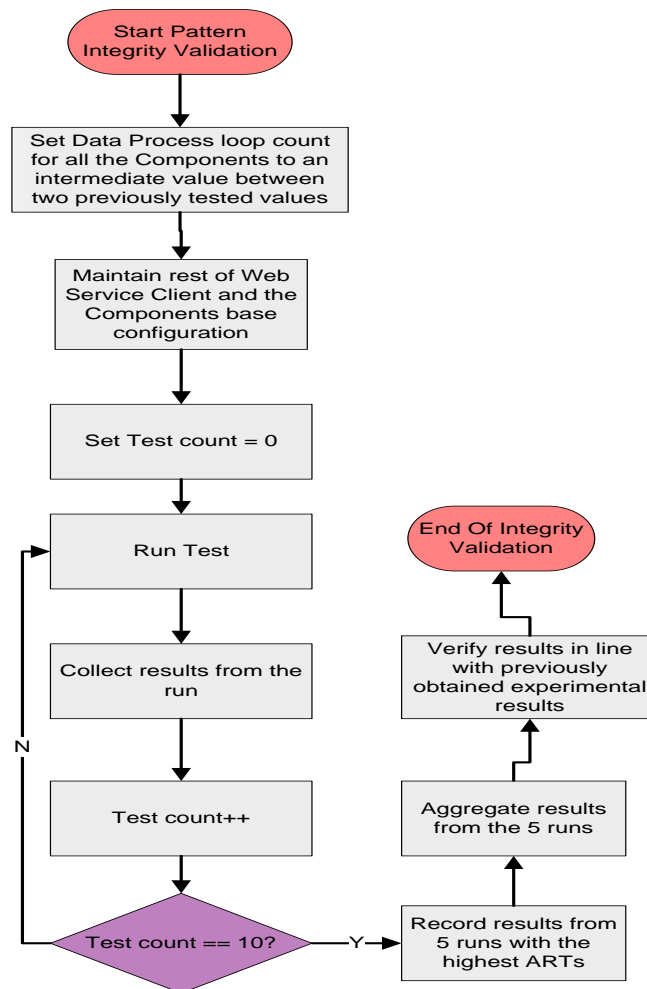 Start Pattern
Integrity Validation
Set Data Process loop count
for all the Components to an
intermediate value between
two previously tested values
Maintain rest of Web
Service Client and the
Components base
configuration
Set Test count = 0
Run Test
Collect results from the
run
Test count++
Test count == 10?
N
Y
Record results from
5 runs with the
highest ARTs
Aggregate results
from the 5 runs
Verify results in line
with previously
obtained experimental
results
End Of Integrity
Validation